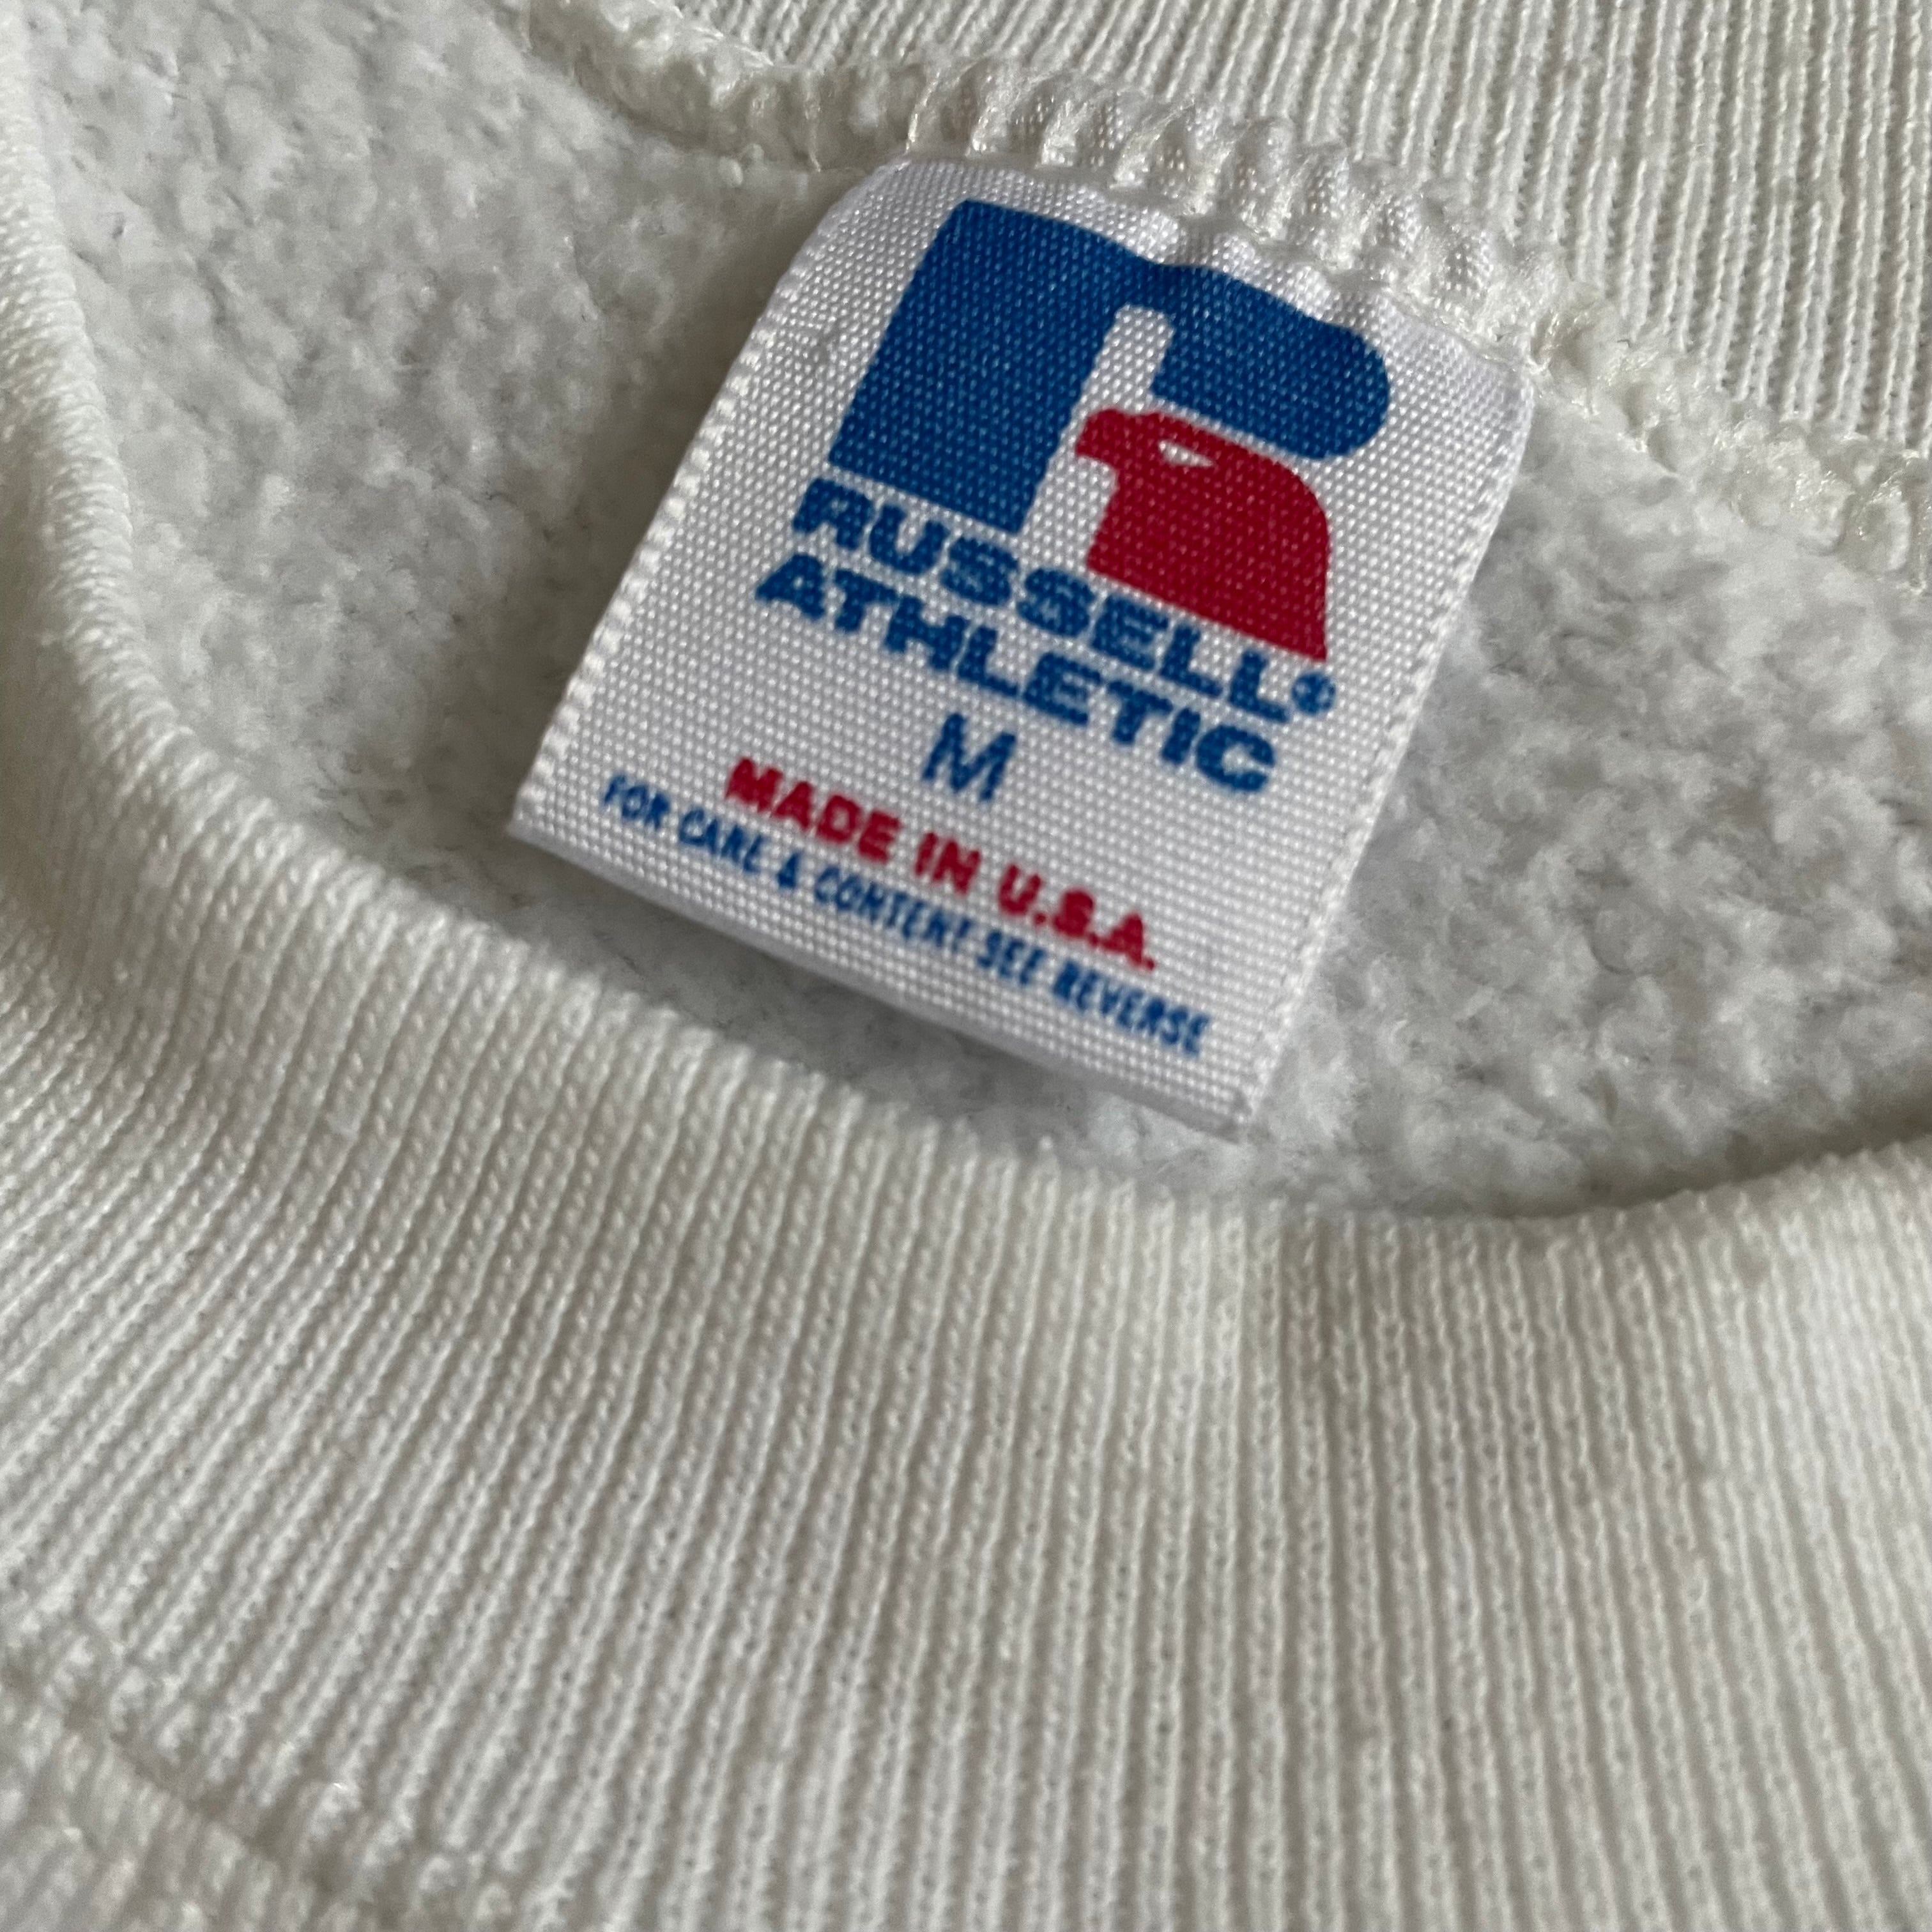 RUSSELL®
ATHLETIC
M
MADE IN U.S.A.
FOR CARE & CONTENT SEE REVERSE